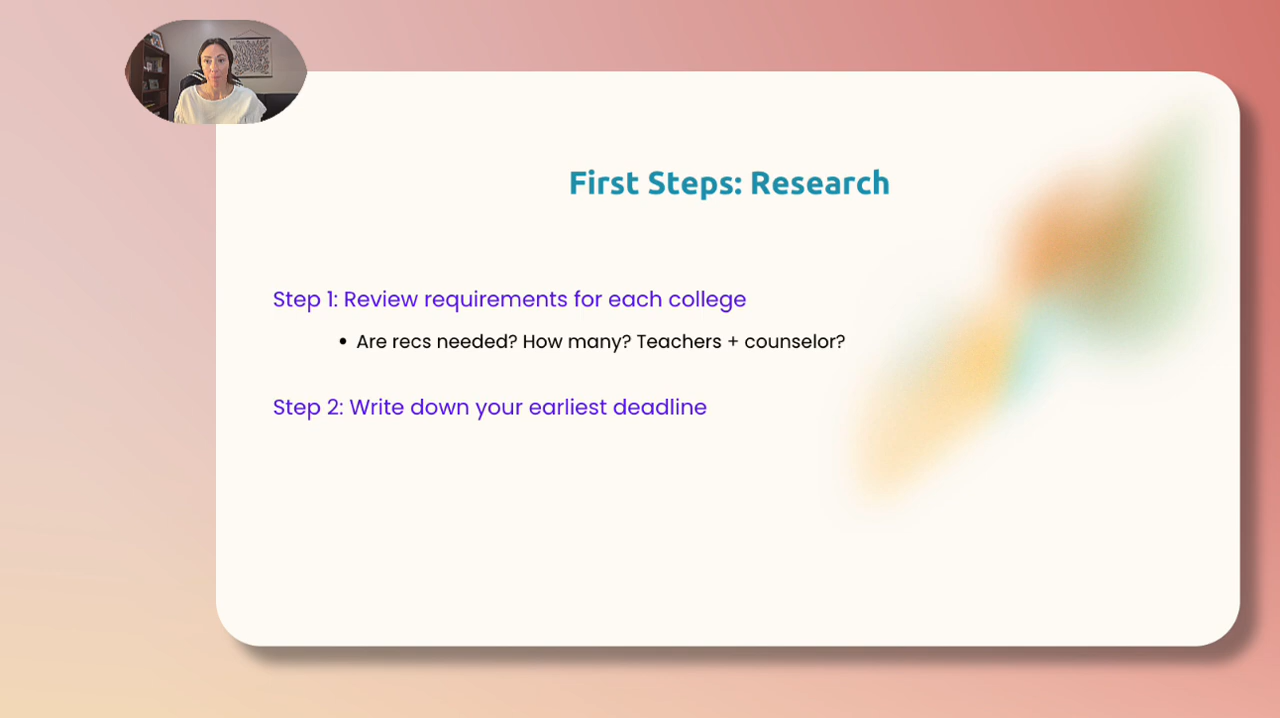 First Steps: Research
Step 1: Review requirements for each college
• Are recs needed? How many? Teachers + counselor?
Step 2: Write down your earliest deadline